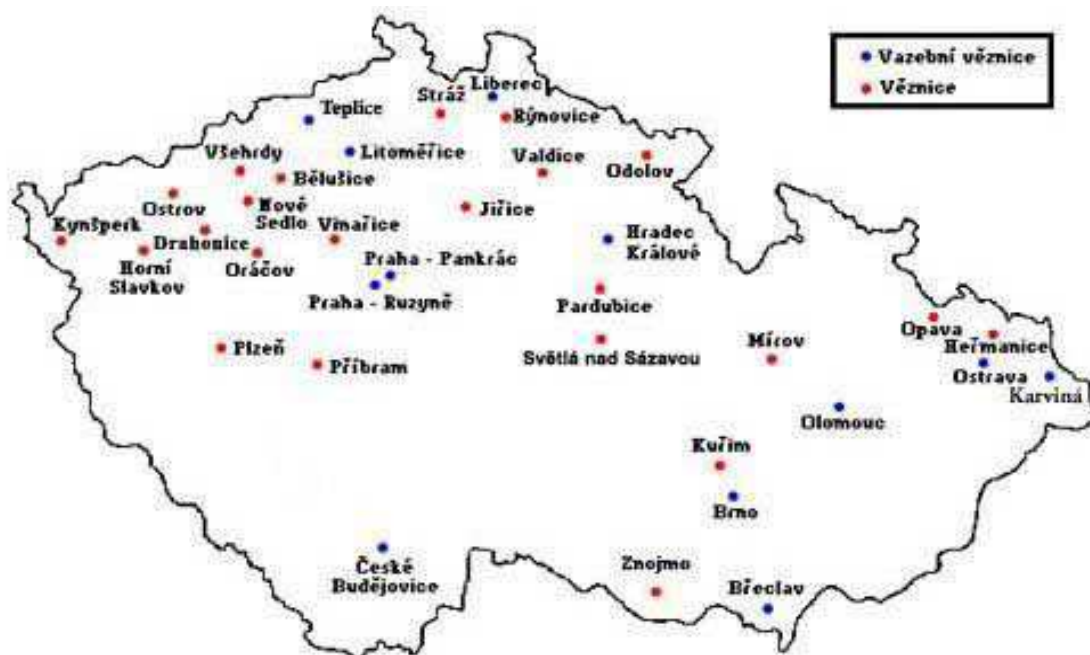 Vazební věznice
Věznice
Liberec
Stráž
Teplice
Rýnovice
Všehrdy
Litoměřice
Valdice
Odolov
Bělušice
Ostrov
Nové
Sedlo
Jiřice
Kynšperk
Vinařice
Drahonice
Hradec
Králové
Horní
Slavkov
Oráčov
Praha - Pankrác
Praha - Ruzyně
Pardubice
Opava
Plzeň
Příbram
Světlá nad Sázavou
Mírov
Heřmanice
Ostrava
Karviná
Olomouc
Kuřim
Brno
České
Budějovice
Znojmo
Břeclav